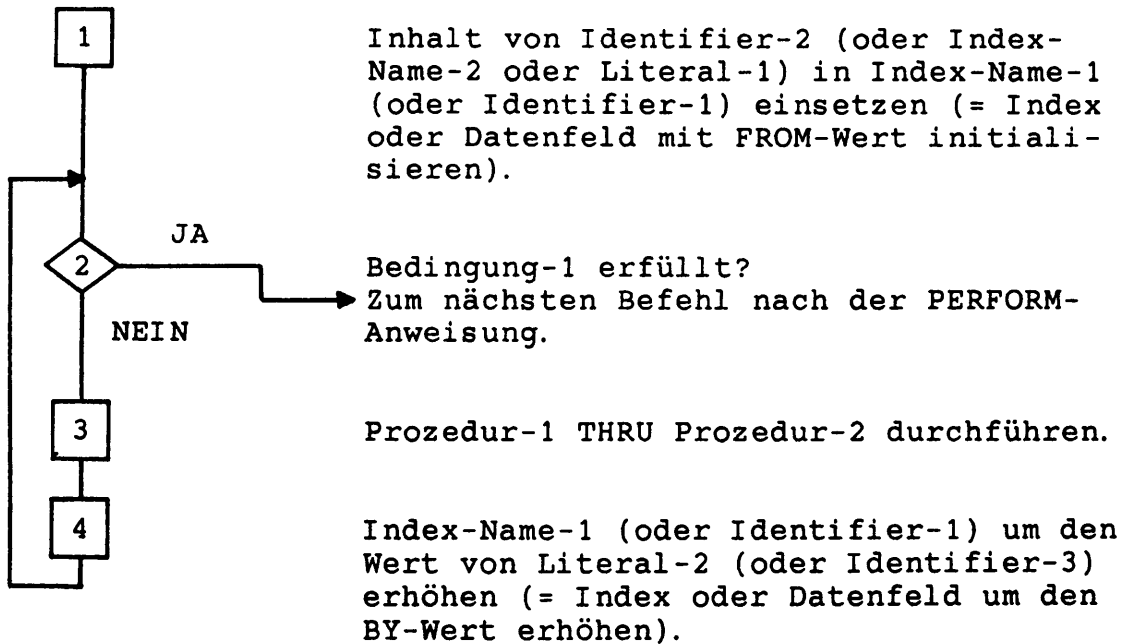 1
Inhalt von Identifier-2 (oder Index-
Name-2 oder Literal-1) in Index-Name-1
(oder Identifier-1) einsetzen (= Index
oder Datenfeld mit FROM-Wert initiali-
sieren).
JA
2
Bedingung-1 erfüllt?
Zum nächsten Befehl nach der PERFORM-
Anweisung.
NEIN
3
Prozedur-1 THRU Prozedur-2 durchführen.
4
Index-Name-1 (oder Identifier-1) um den
Wert von Literal-2 (oder Identifier-3)
erhöhen (= Index oder Datenfeld um den
BY-Wert erhöhen).